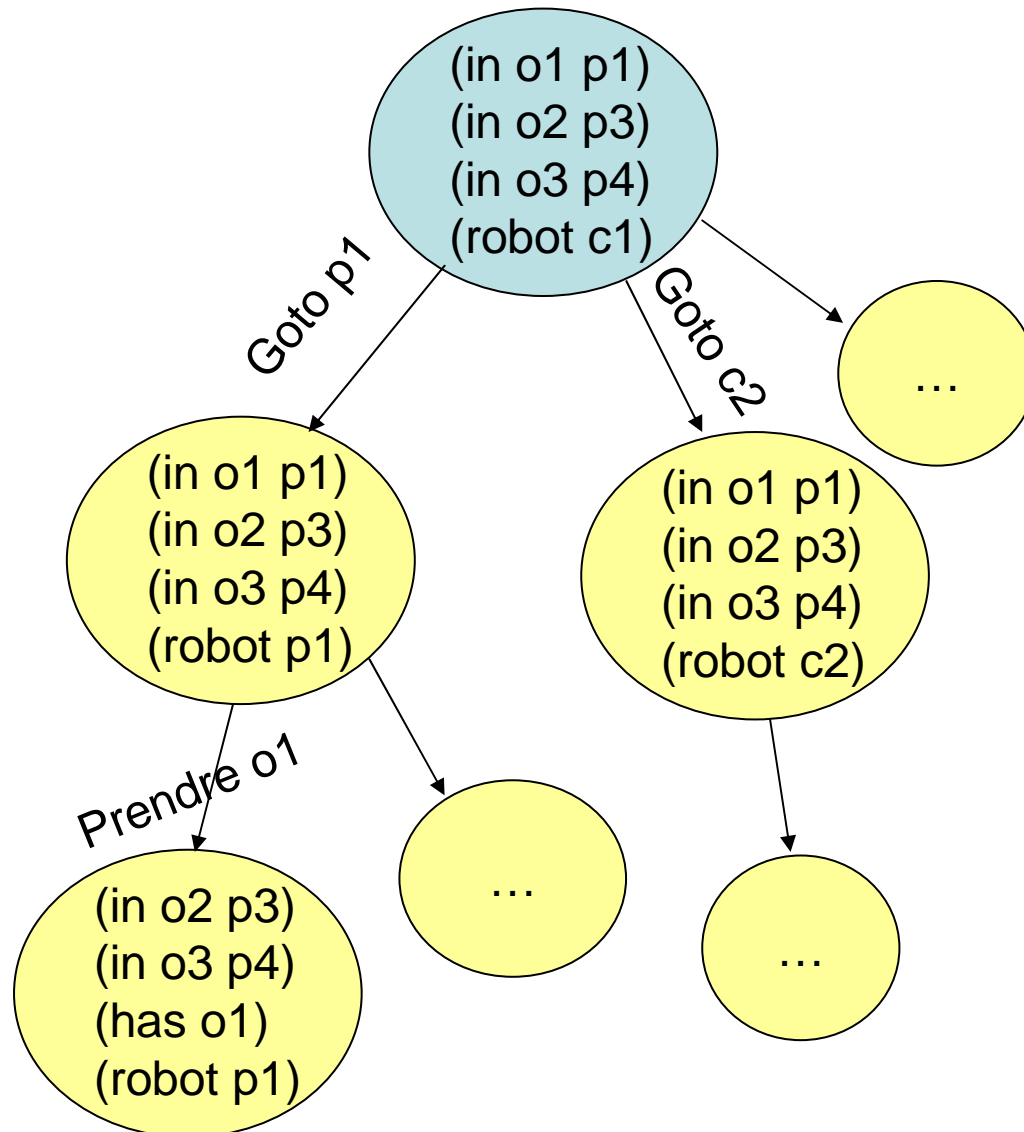 (in o1 p1)
(in o2 p3)
(in o3 p4)
(robot c1)
Goto p1
Goto c2
…
(in o1 p1)
(in o2 p3)
(in o3 p4)
(robot p1)
(in o1 p1)
(in o2 p3)
(in o3 p4)
(robot c2)
Prendre o1
…
…
(in o2 p3)
(in o3 p4)
(has o1)
(robot p1)